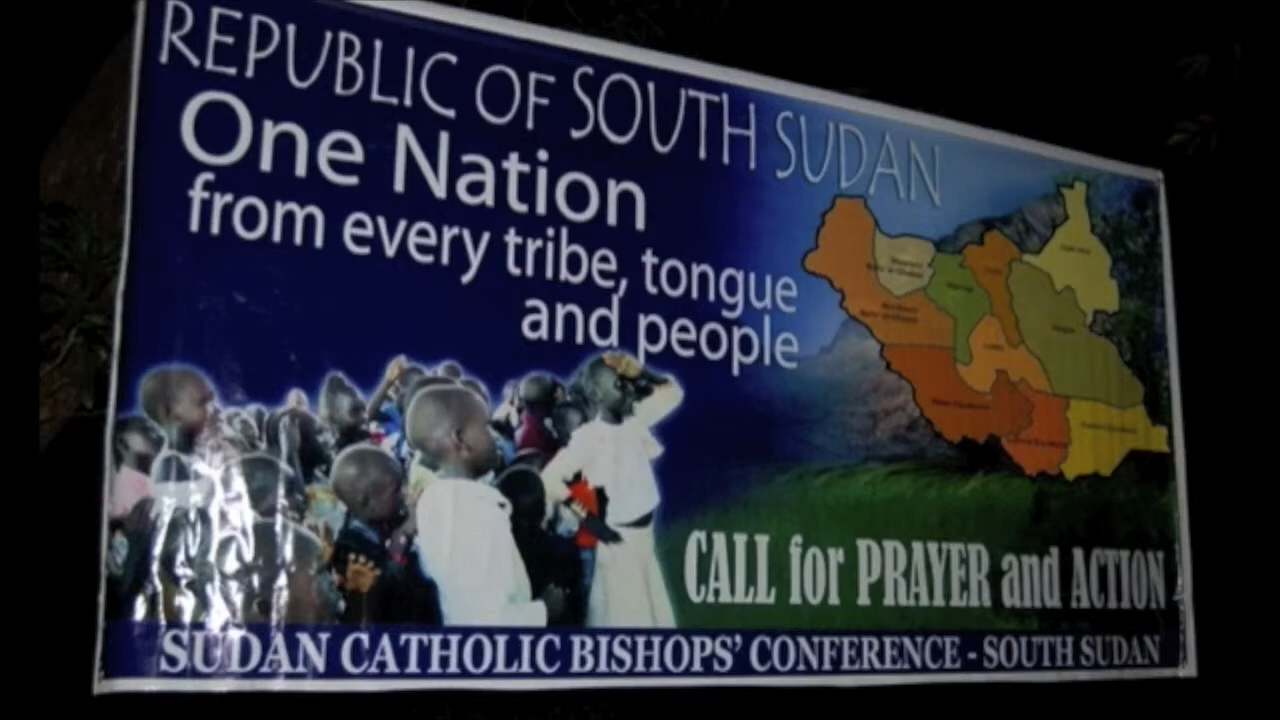 REPUBLIC OF SOUTH SUDAN
One Nation
from every tribe, tongue
and people
CALL for PRAYER and ACTION
SUDAN CATHOLIC BISHOPS' CONFERENCE - SOUTH SUDAN